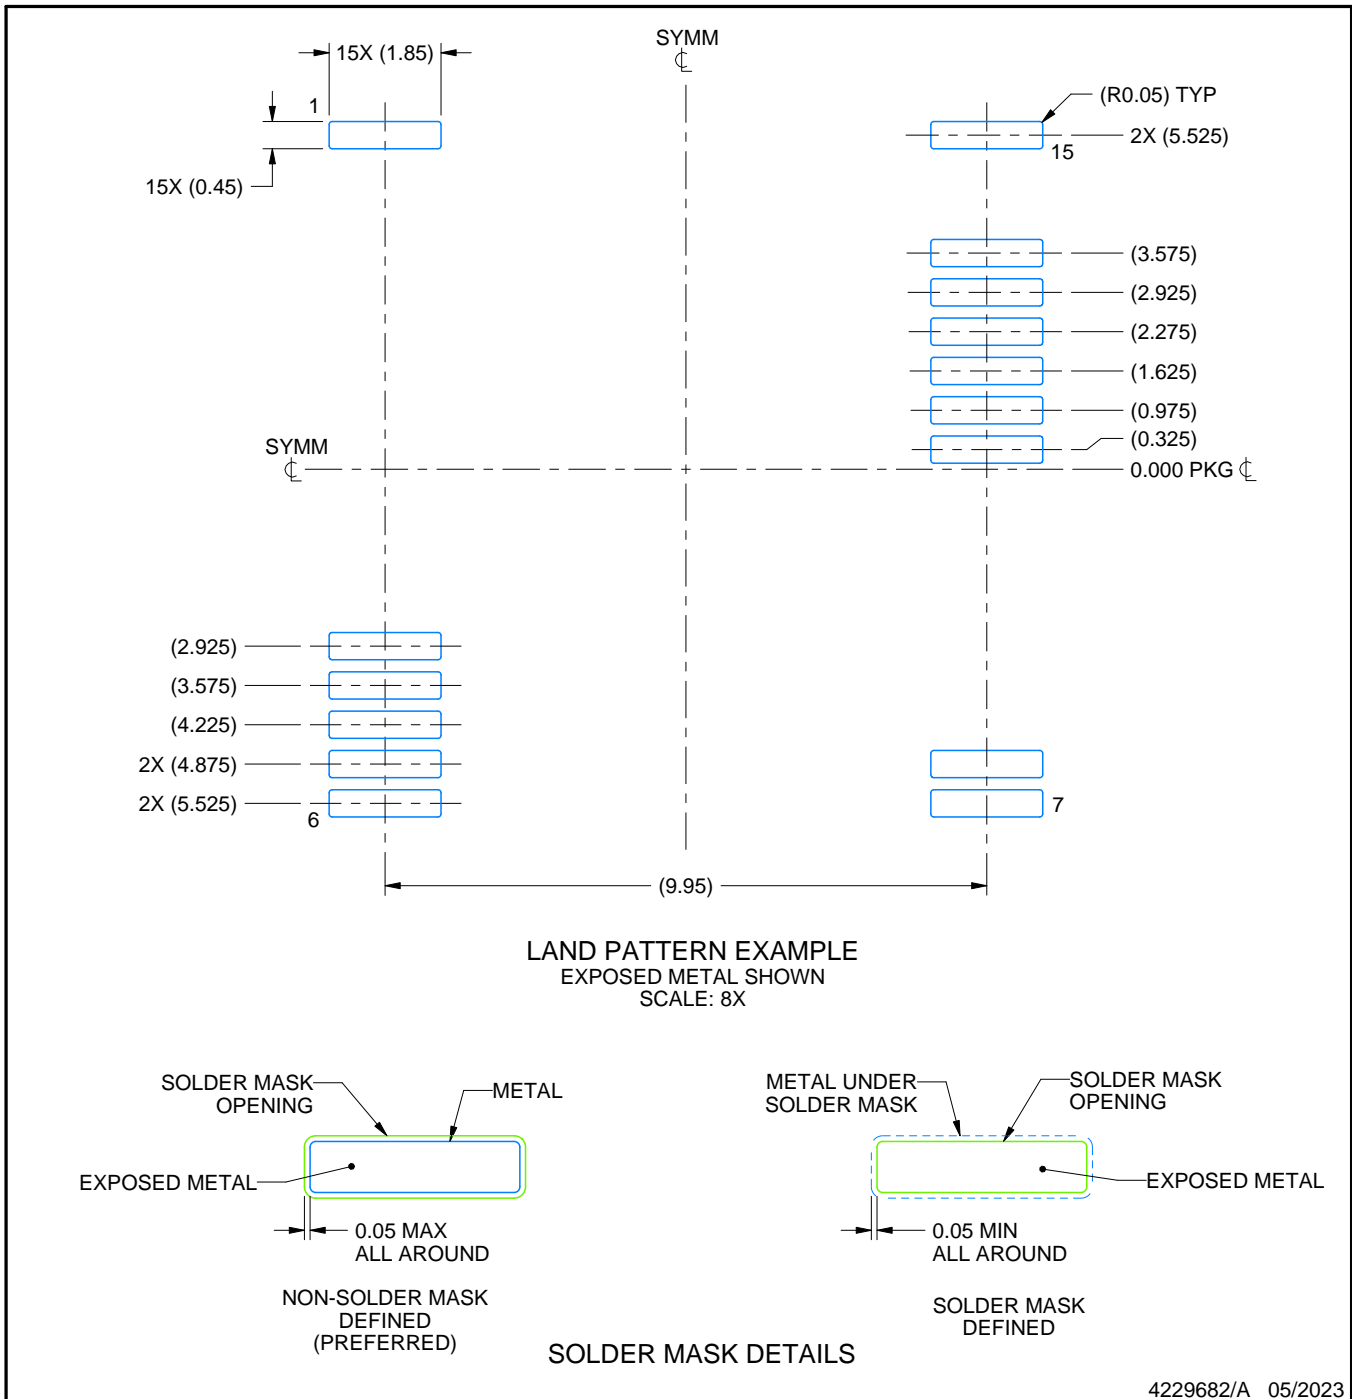 SYMM
℄
15X (1.85)
1
(R0.05) TYP
2X (5.525)
15
15X (0.45)
(3.575)
(2.925)
(2.275)
(1.625)
(0.975)
(0.325)
SYMM
℄
0.000 PKG ℄
(2.925)
(3.575)
(4.225)
2X (4.875)
2X (5.525)
6
7
(9.95)
LAND PATTERN EXAMPLE
EXPOSED METAL SHOWN
SCALE: 8X
SOLDER MASK
OPENING
METAL
EXPOSED METAL
0.05 MAX
ALL AROUND
NON-SOLDER MASK
DEFINED
(PREFERRED)
METAL UNDER
SOLDER MASK
SOLDER MASK
OPENING
EXPOSED METAL
0.05 MIN
ALL AROUND
SOLDER MASK
DEFINED
SOLDER MASK DETAILS
4229682/A 05/2023